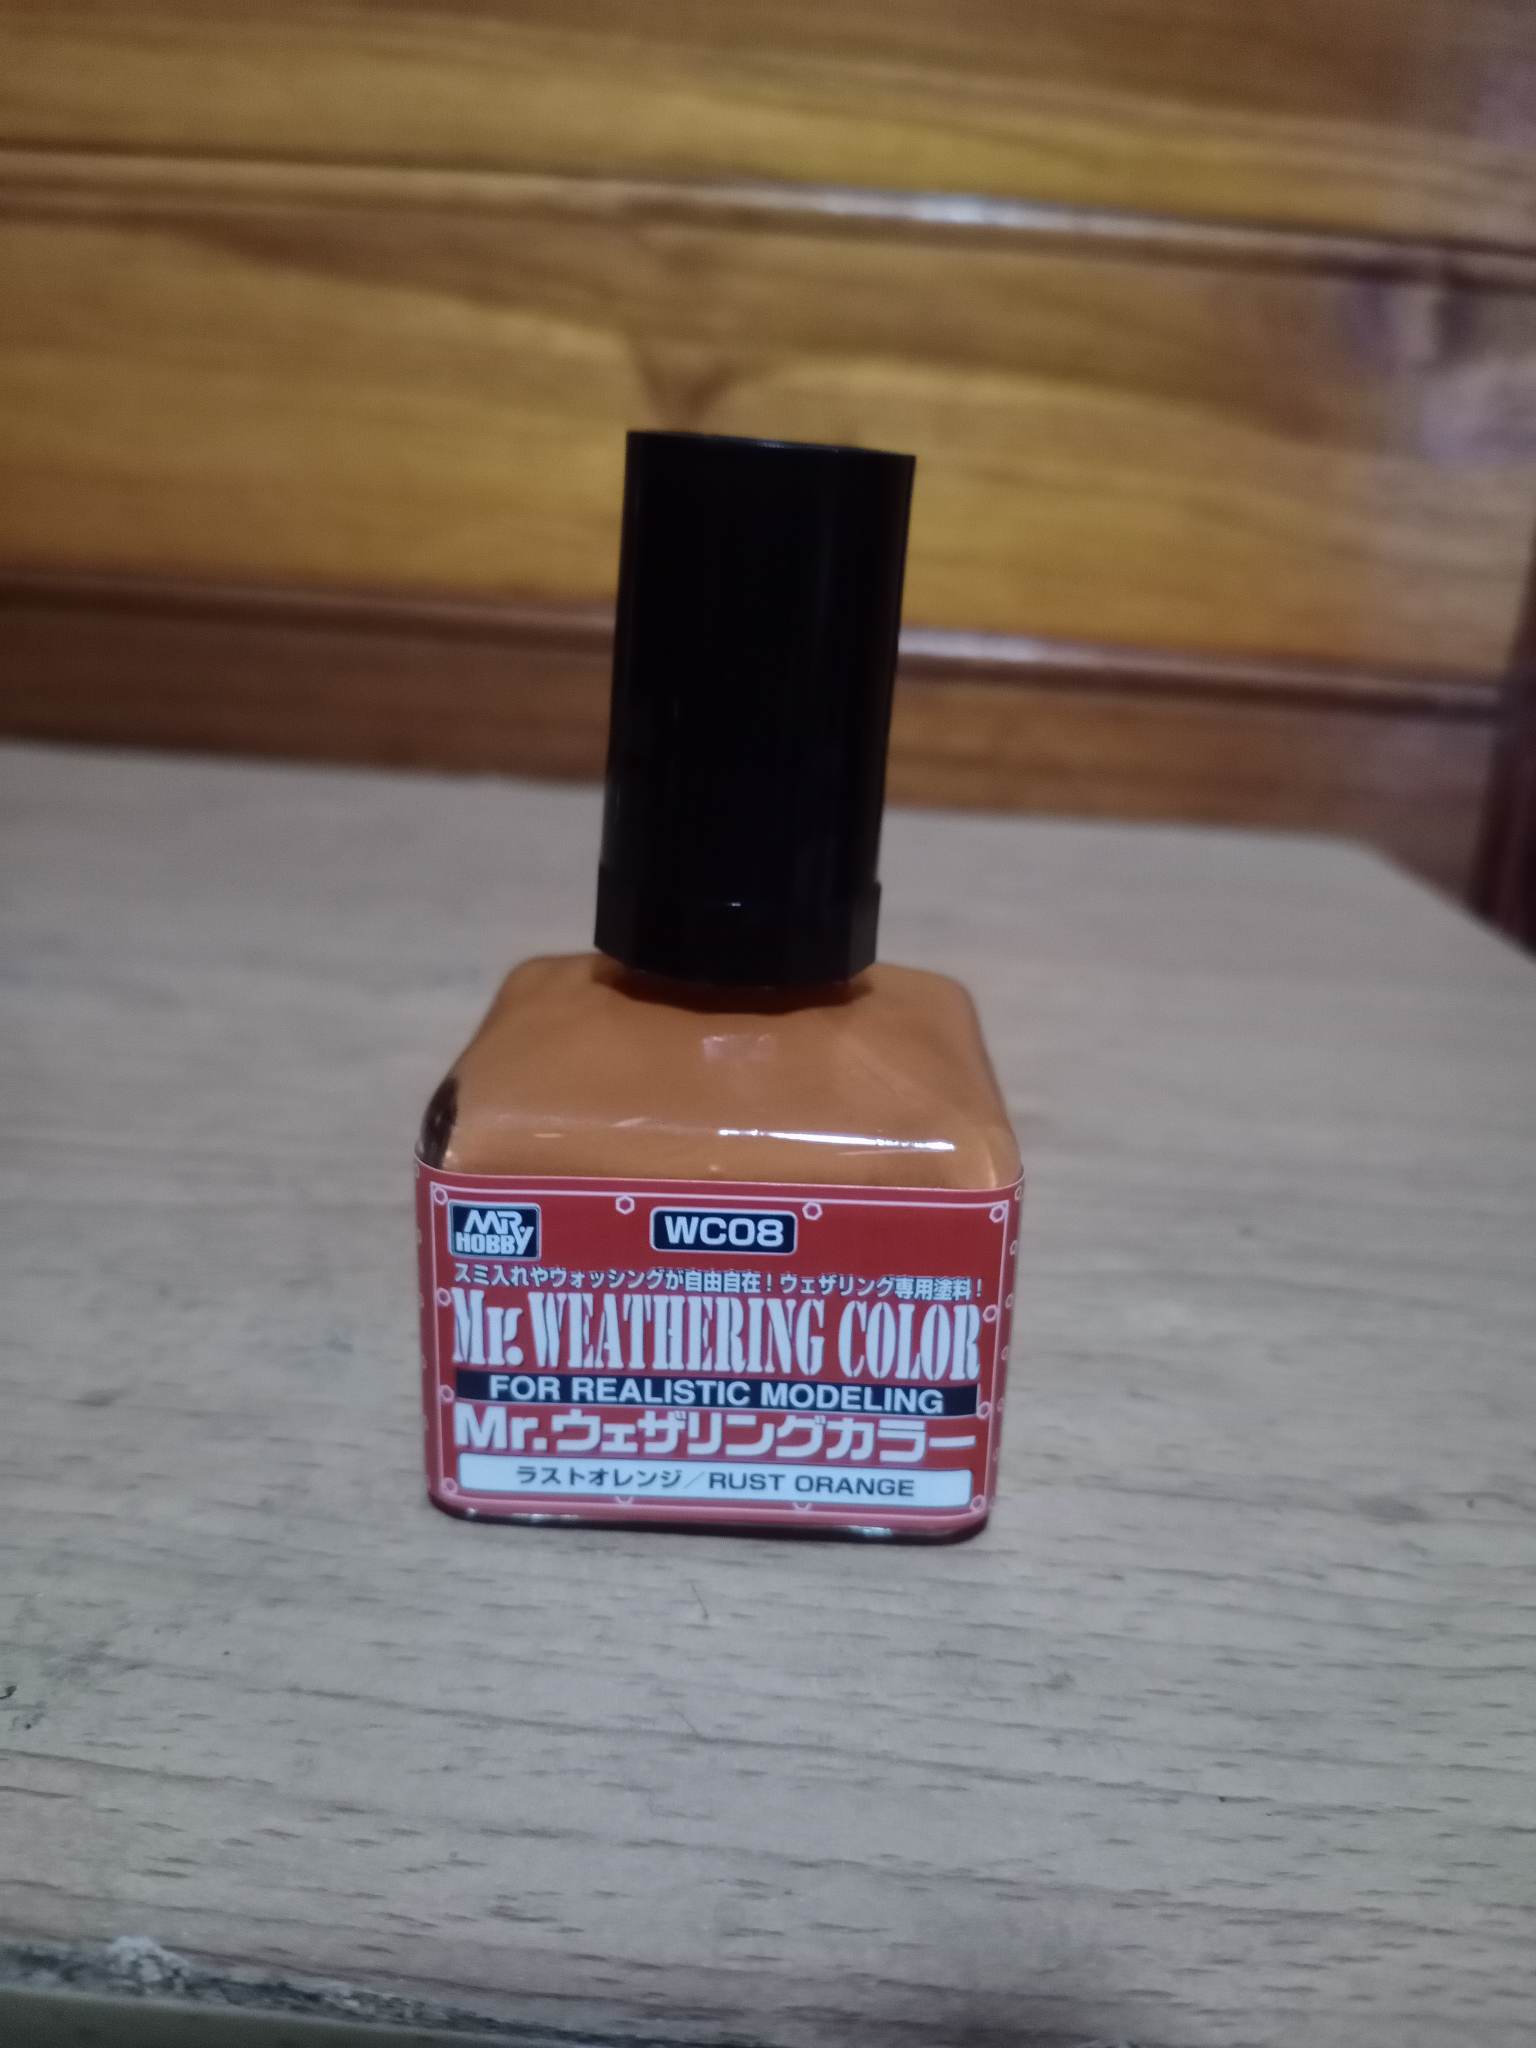 MR HOBBY
WC08
スミ入れやウォッシングが自由自在！ウェザリング専用塗料！
Mr. WEATHERING COLOR
FOR REALISTIC MODELING
Mr.ウェザリングカラー
ラストオレンジ／RUST ORANGE